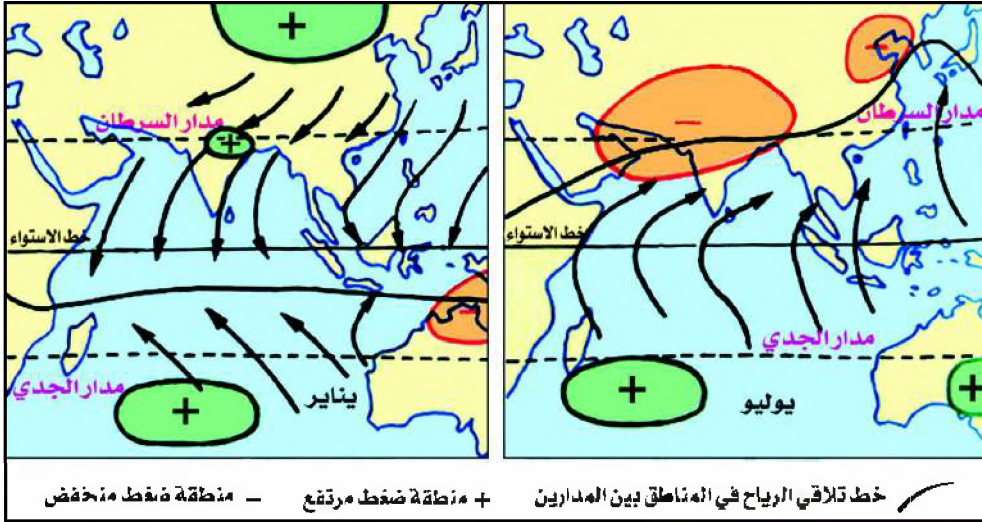 مدار السرطان
خط الاستواء
مدار الجدي
يوليو
مدار السرطان
خط الاستواء
مدار الجدي
يناير
خط تلاقي الرياح في المناطق بين المدارين
+ منطقة ضغط مرتفع
- منطقة ضغط منخفض